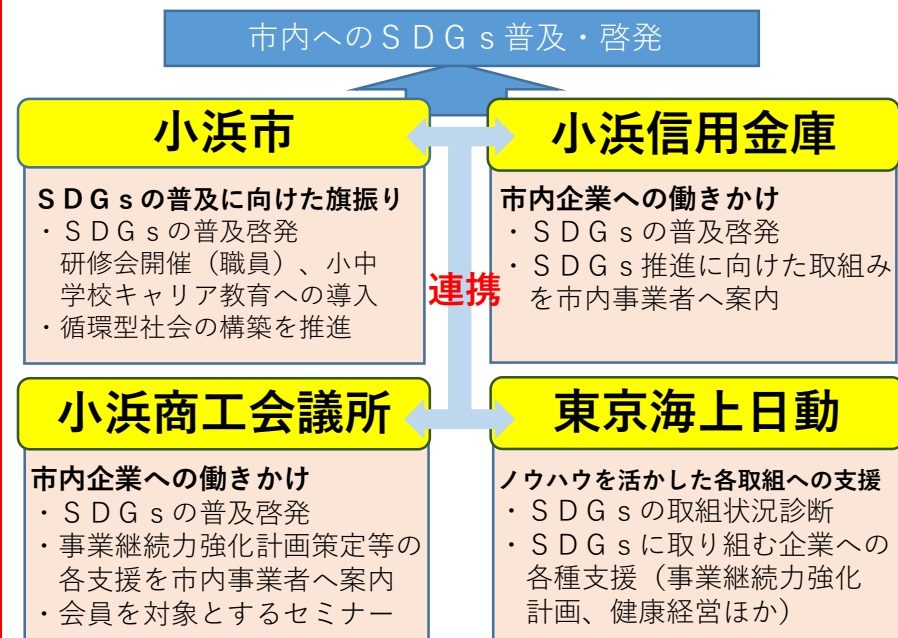 市内へのＳＤＧｓ普及・啓発
小浜市
ＳＤＧｓの普及に向けた旗振り
・ＳＤＧｓの普及啓発
研修会開催（職員）、小中
学校キャリア教育への導入
・循環型社会の構築を推進
小浜信用金庫
市内企業への働きかけ
・ＳＤＧｓの普及啓発
・ＳＤＧｓ推進に向けた取組み
を市内事業者へ案内
連携
小浜商工会議所
市内企業への働きかけ
・ＳＤＧｓの普及啓発
・事業継続力強化計画策定等の
各支援を市内事業者へ案内
・会員を対象とするセミナー
東京海上日動
ノウハウを活かした各取組への支援
・ＳＤＧｓの取組状況診断
・ＳＤＧｓに取り組む企業への
各種支援（事業継続力強化
計画、健康経営ほか）